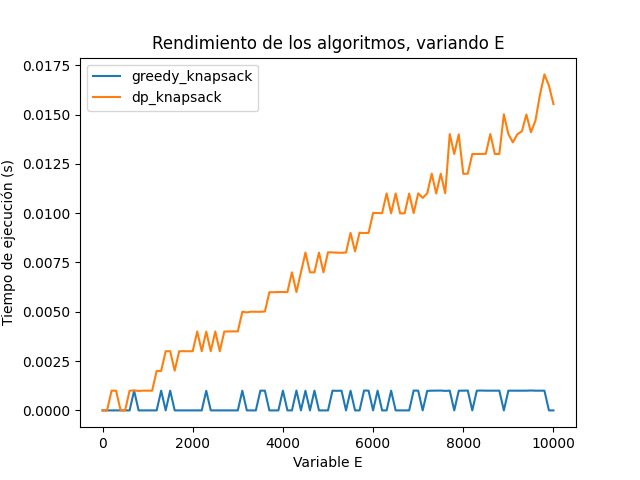 Rendimiento de los algoritmos, variando E
greedy_knapsack
dp_knapsack
Tiempo de ejecución (s)
0.0175
0.0150
0.0125
0.0100
0.0075
0.0050
0.0025
0.0000
0 2000 4000 6000 8000 10000
Variable E